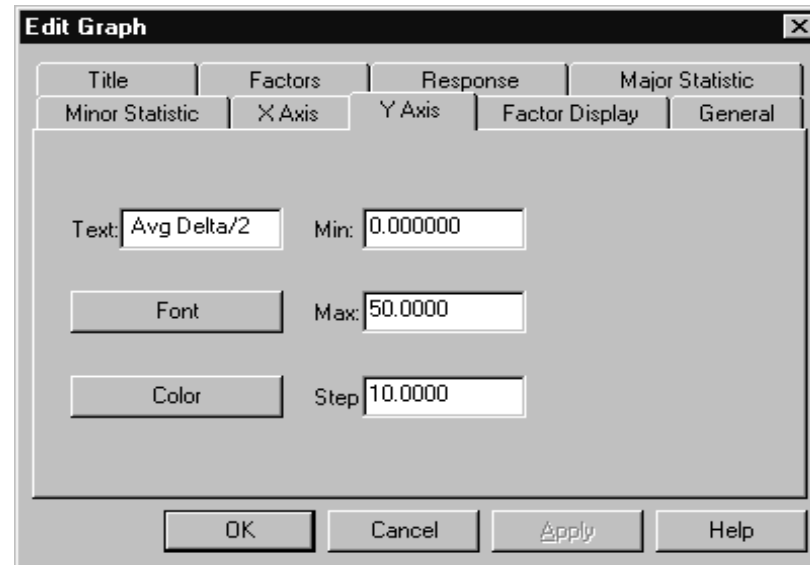 Edit Graph
Title Factors Response Major Statistic
Minor Statistic X Axis Y Axis Factor Display General
Text: Avg Delta/2 Min: 0.000000
Font Max: 50.0000
Color Step 10.0000
OK Cancel Apply Help